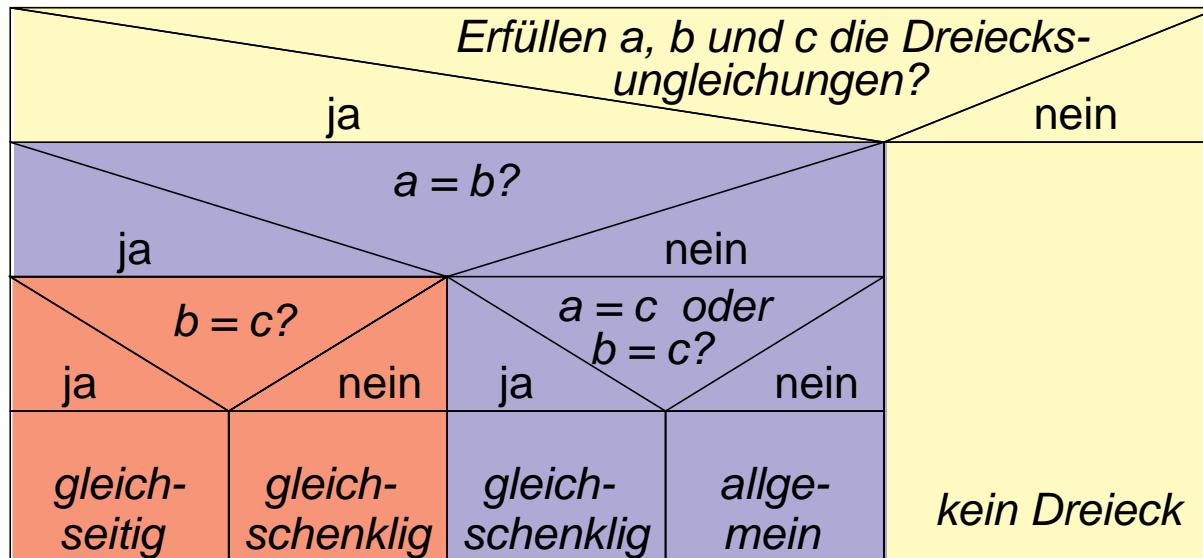 Erfüllen a, b und c die Dreiecks-
ungleichungen?
ja
nein
a = b?
ja
nein
b = c?
a = c oder
b = c?
ja
nein
ja
nein
gleich-
seitig
gleich-
schenklig
gleich-
schenklig
allge-
mein
kein Dreieck